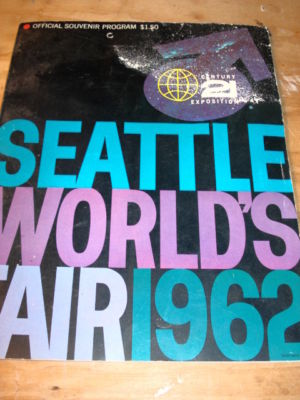 OFFICIAL SOUVENIR PROGRAM $1.50
CENTURY
21
EXPOSITION
SEATTLE
WORLD'S
FAIR 1962